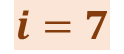 i = 7